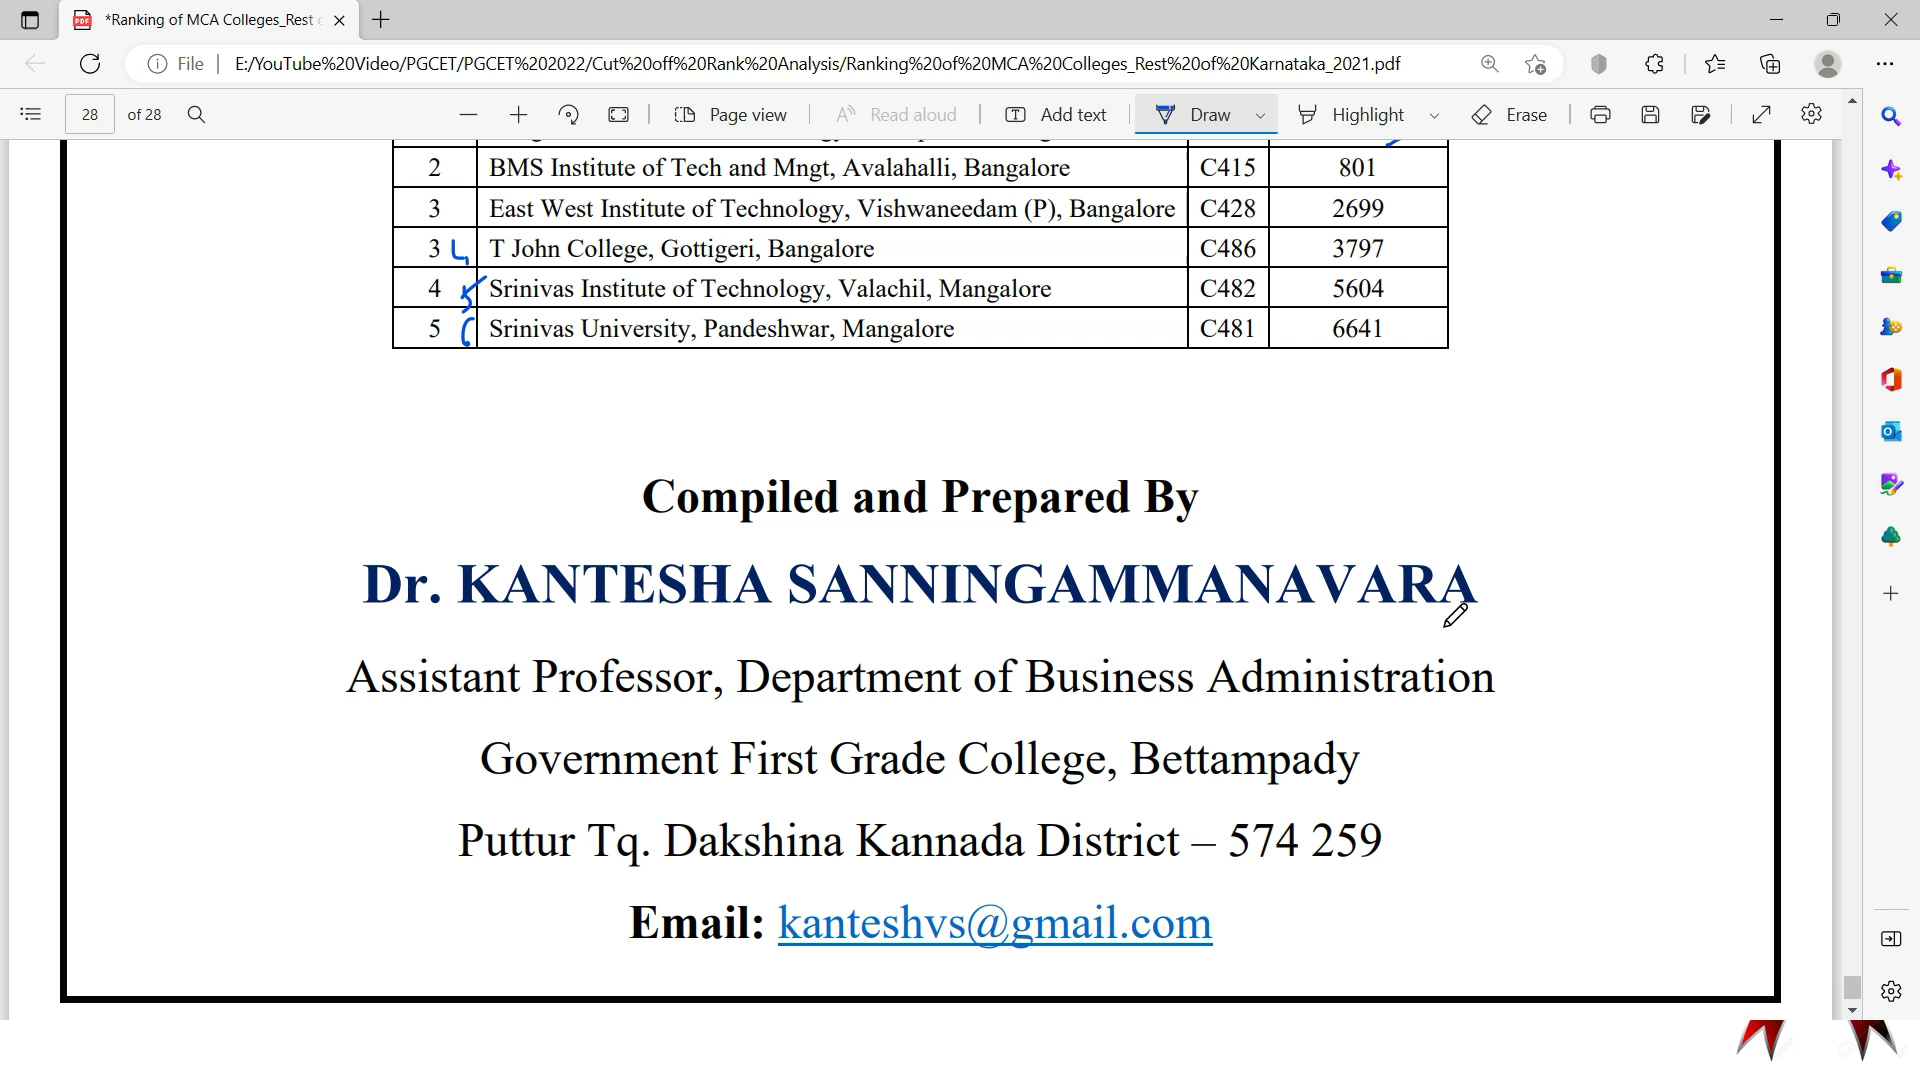 *Ranking of MCA Colleges_Rest
File
E:/YouTube%20Video/PGCET/PGCET%202022/Cut%20off%20Rank%20Analysis/Ranking%20of%20MCA%20Colleges_Rest%20of%20Karnataka_2021.pdf
28 of 28 Page view Read aloud Add text Draw Highlight Erase
2 BMS Institute of Tech and Mngt, Avalahalli, Bangalore C415 801
3 East West Institute of Technology, Vishwaneedam (P), Bangalore C428 2699
3 4 T John College, Gottigeri, Bangalore C486 3797
4 5 Srinivas Institute of Technology, Valachil, Mangalore C482 5604
5 6 Srinivas University, Pandeshwar, Mangalore C481 6641
Compiled and Prepared By
Dr. KANTESHA SANNINGAMMANAVARA
Assistant Professor, Department of Business Administration
Government First Grade College, Bettampady
Puttur Tq. Dakshina Kannada District – 574 259
Email: kanteshvs@gmail.com